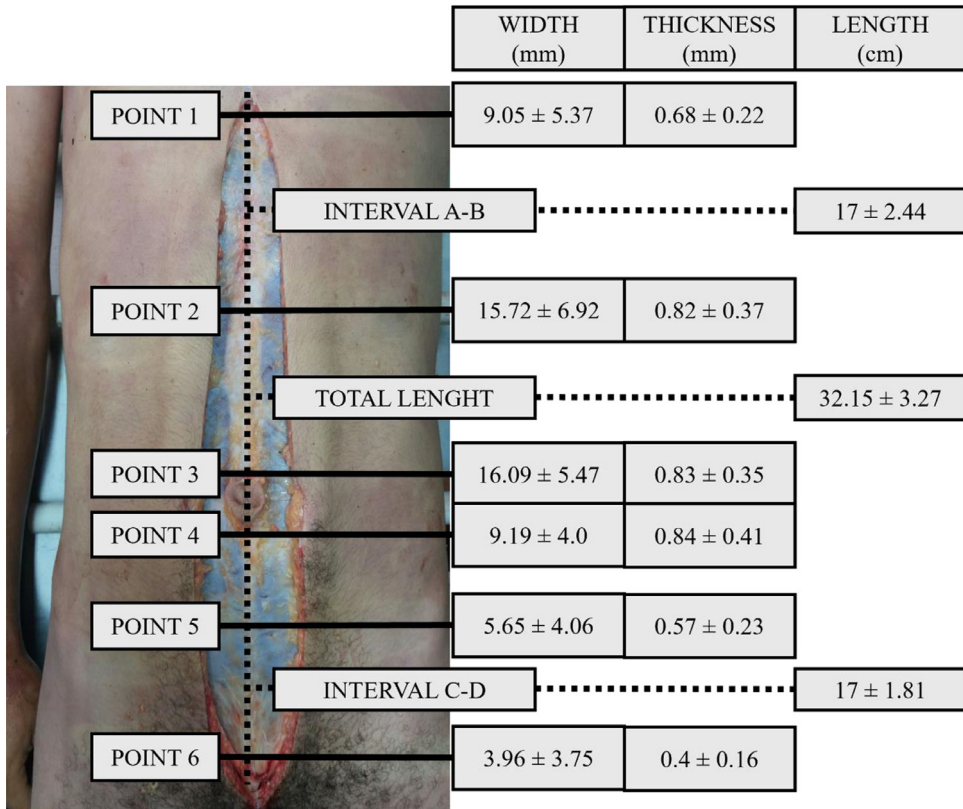 WIDTH
(mm)
THICKNESS
(mm)
LENGTH
(cm)
POINT 1
9.05 ± 5.37
0.68 ± 0.22
INTERVAL A-B
17 ± 2.44
POINT 2
15.72 ± 6.92
0.82 ± 0.37
TOTAL LENGHT
32.15 ± 3.27
POINT 3
16.09 ± 5.47
0.83 ± 0.35
POINT 4
9.19 ± 4.0
0.84 ± 0.41
POINT 5
5.65 ± 4.06
0.57 ± 0.23
INTERVAL C-D
17 ± 1.81
POINT 6
3.96 ± 3.75
0.4 ± 0.16